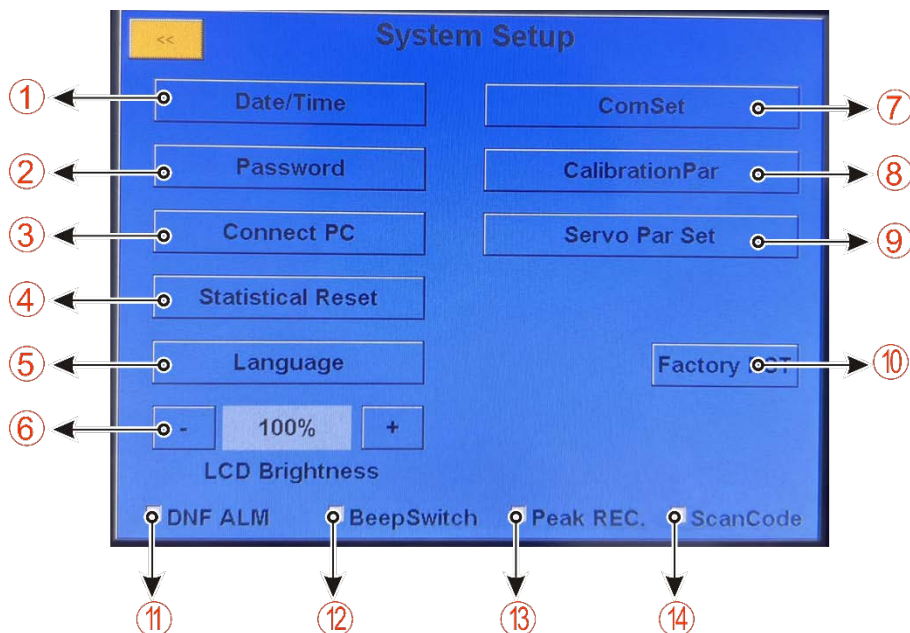 <<
System Setup
① Date/Time
ComSet ⑦
② Password
CalibrationPar ⑧
③ Connect PC
Servo Par Set ⑨
④ Statistical Reset
⑤ Language
Factory ⑩
⑥ - 100% +
LCD Brightness
DNF ALM BeepSwitch Peak REC. ScanCode
⑪ ⑫ ⑬ ⑭